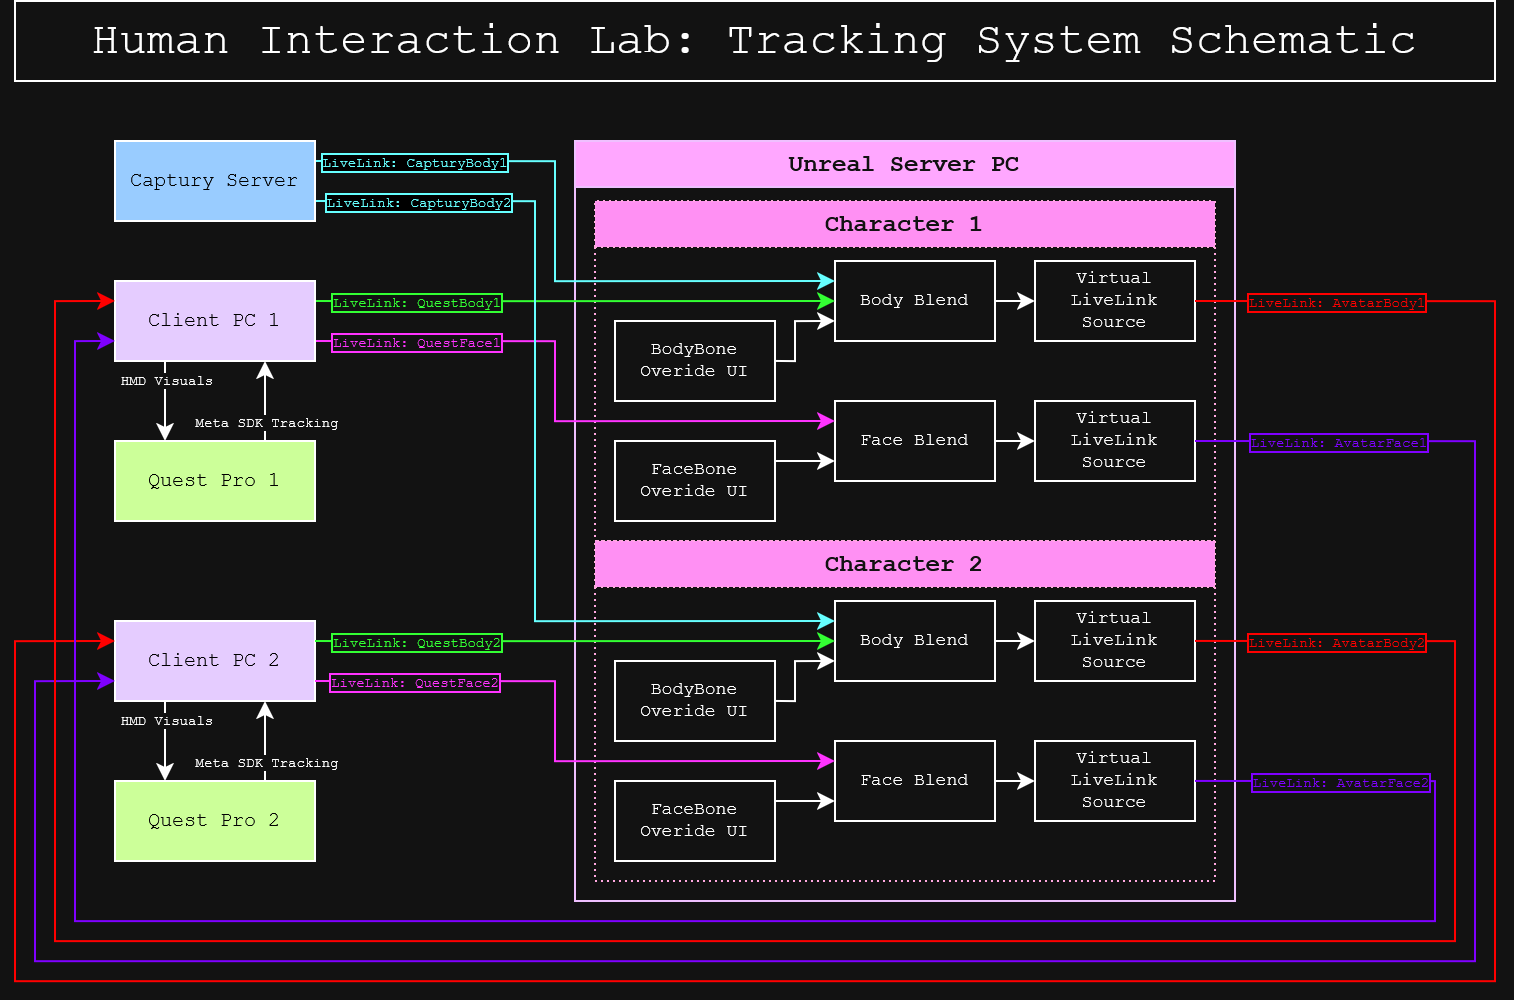 Human Interaction Lab: Tracking System Schematic
Captury Server
LiveLink: CapturyBody1
LiveLink: CapturyBody2
Unreal Server PC
Character 1
Client PC 1
LiveLink: QuestBody1
LiveLink: QuestFace1
HMD Visuals
Meta SDK Tracking
Quest Pro 1
Body Blend
Virtual
LiveLink
Source
LiveLink: AvatarBody1
BodyBone
Overide UI
Face Blend
Virtual
LiveLink
Source
LiveLink: AvatarFace1
FaceBone
Overide UI
Character 2
Client PC 2
LiveLink: QuestBody2
LiveLink: QuestFace2
HMD Visuals
Meta SDK Tracking
Quest Pro 2
Body Blend
Virtual
LiveLink
Source
LiveLink: AvatarBody2
BodyBone
Overide UI
Face Blend
Virtual
LiveLink
Source
LiveLink: AvatarFace2
FaceBone
Overide UI